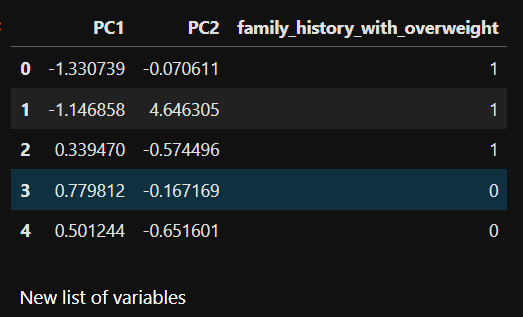 PC1 PC2 family_history_with_overweight
0 -1.330739 -0.070611 1
1 -1.146858 4.646305 1
2 0.339470 -0.574496 1
3 0.779812 -0.167169 0
4 0.501244 -0.651601 0
New list of variables